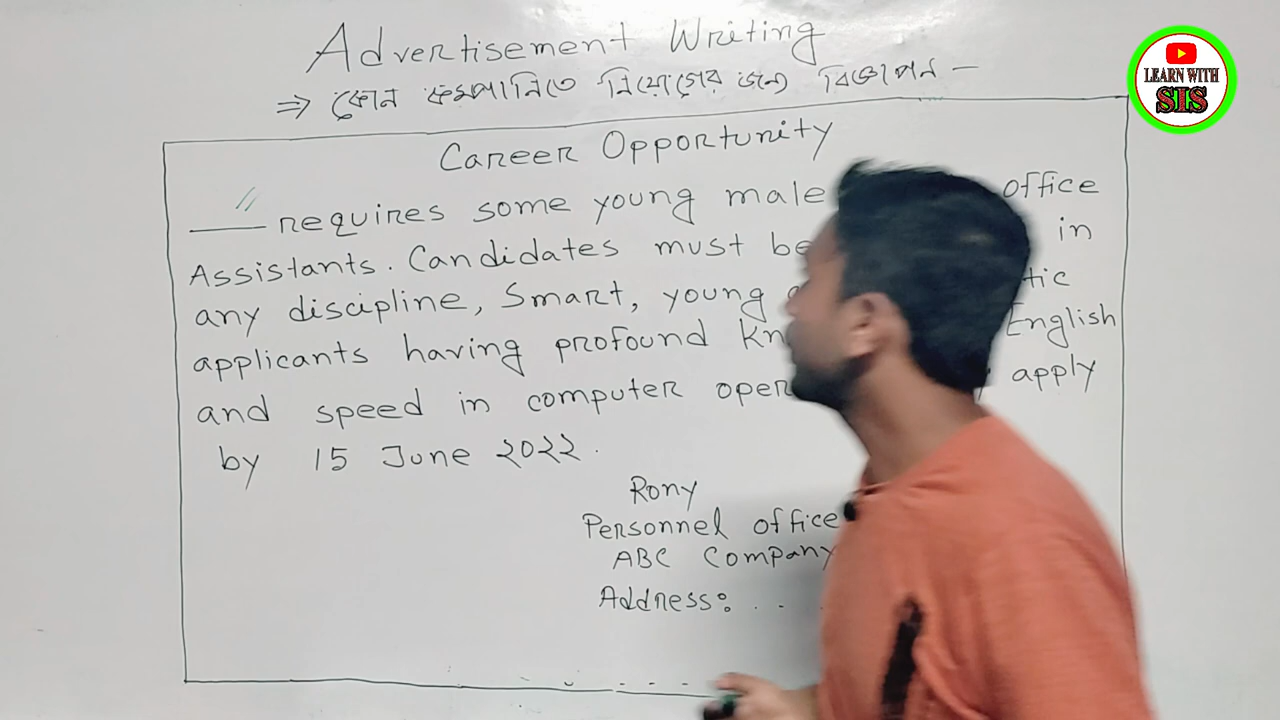 Advertisement Writing
⇒ কোন কোম্পানিতে নিয়োগের জন্য বিজ্ঞাপন –
LEARN WITH
SIS
Career Opportunity
____ requires some young male office
Assistants. Candidates must be in
any discipline, Smart, young
applicants having profound English
and speed in computer apply
by 15 June 2022.
Rony
Personnel office
ABC Company
Address: . . .